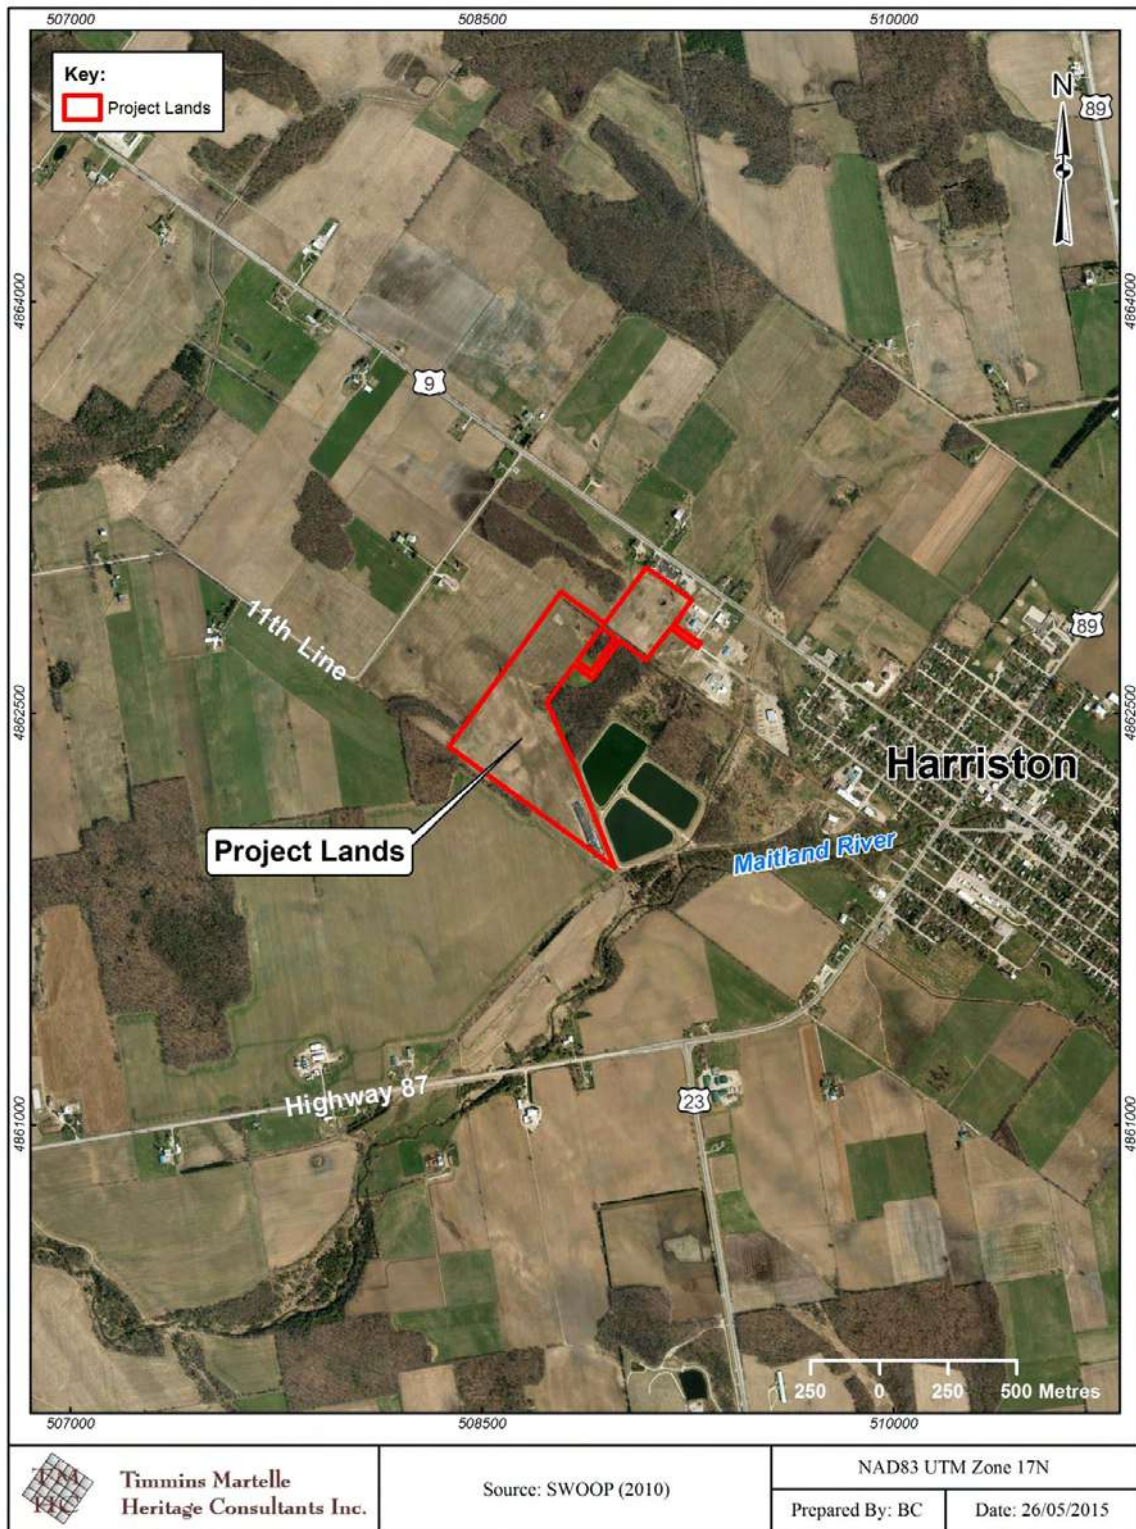 507000 508500 510000
Key:
Project Lands
N
89
4864000 4864000
9
11th Line
89
4862500 4862500
Harriston
Project Lands
Maitland River
Highway 87
23
4861000 4861000
250 0 250 500 Metres
507000 508500 510000
TM
HC
Timmins Martelle
Heritage Consultants Inc.
Source: SWOOP (2010)
NAD83 UTM Zone 17N
Prepared By: BC
Date: 26/05/2015